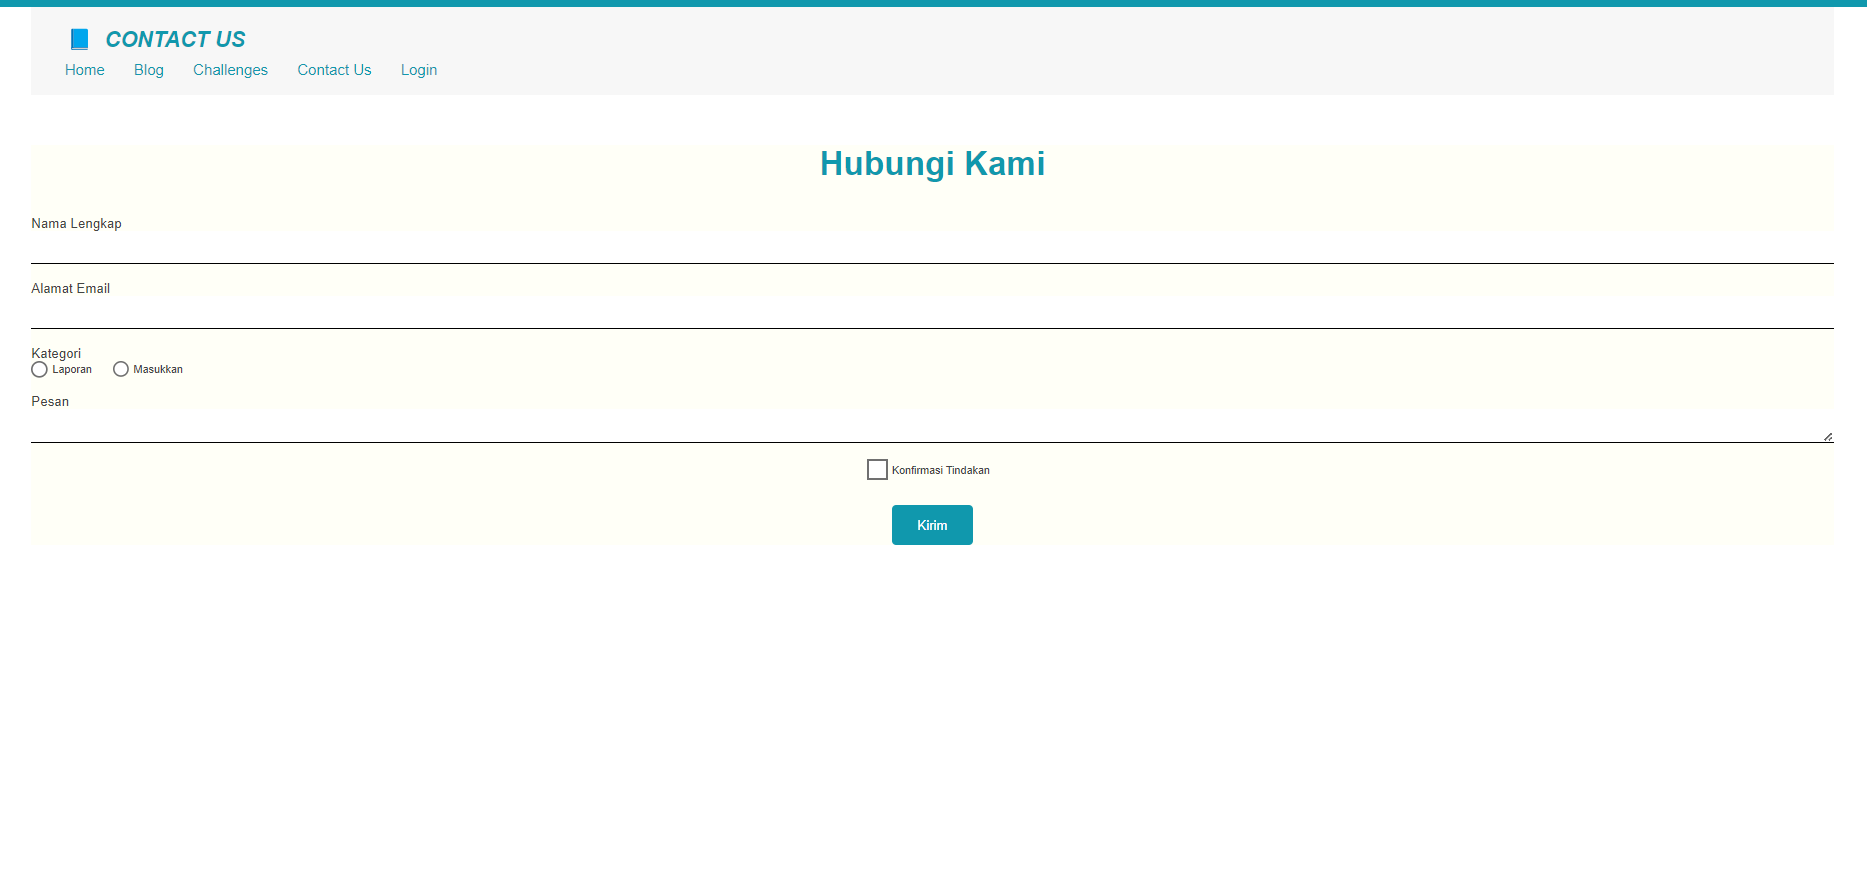 CONTACT US
Home Blog Challenges Contact Us Login
Hubungi Kami
Nama Lengkap
Alamat Email
Kategori
Laporan Masukkan
Pesan
Konfirmasi Tindakan
Kirim